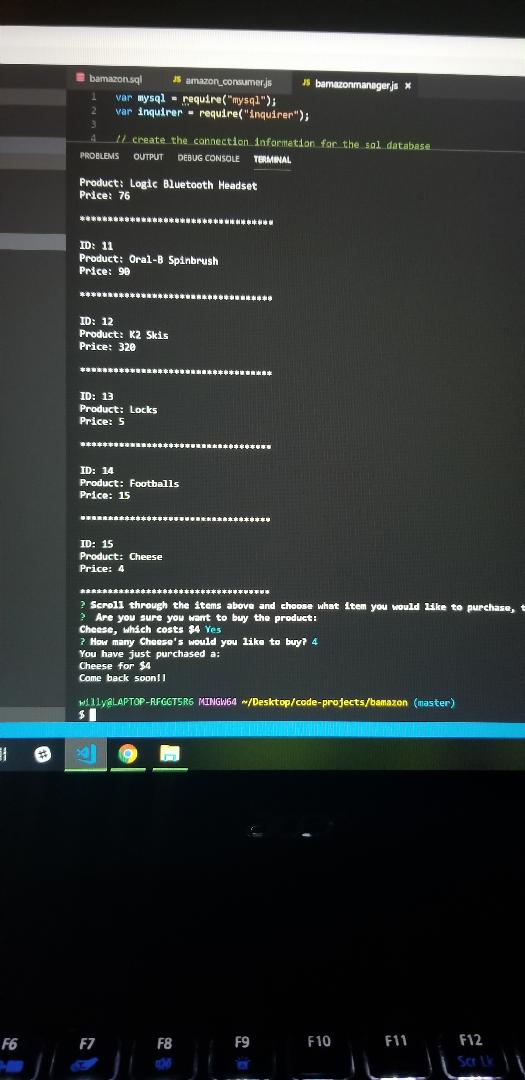 bamazon.sql JS amazon_consumer.js JS bamazonmanager.js ×
1 var mysql = require("mysql");
2 var inquirer = require("inquirer");
3
4 // create the connection information for the sql database
PROBLEMS OUTPUT DEBUG CONSOLE TERMINAL
Product: Logic Bluetooth Headset
Price: 76
***********************************
ID: 11
Product: Oral-B Spinbrush
Price: 90
***********************************
ID: 12
Product: K2 Skis
Price: 320
***********************************
ID: 13
Product: Locks
Price: 5
***********************************
ID: 14
Product: Footballs
Price: 15
***********************************
ID: 15
Product: Cheese
Price: 4
***********************************
? Scroll through the items above and choose what item you would like to purchase, t
? Are you sure you want to buy the product:
Cheese, which costs $4 Yes
? How many Cheese's would you like to buy? 4
You have just purchased a:
Cheese for $4
Come back soon!!
willy@LAPTOP-RFGGT5R6 MINGW64 ~/Desktop/code-projects/bamazon (master)
$
F6 F7 F8 F9 F10 F11 F12
Scr Lk